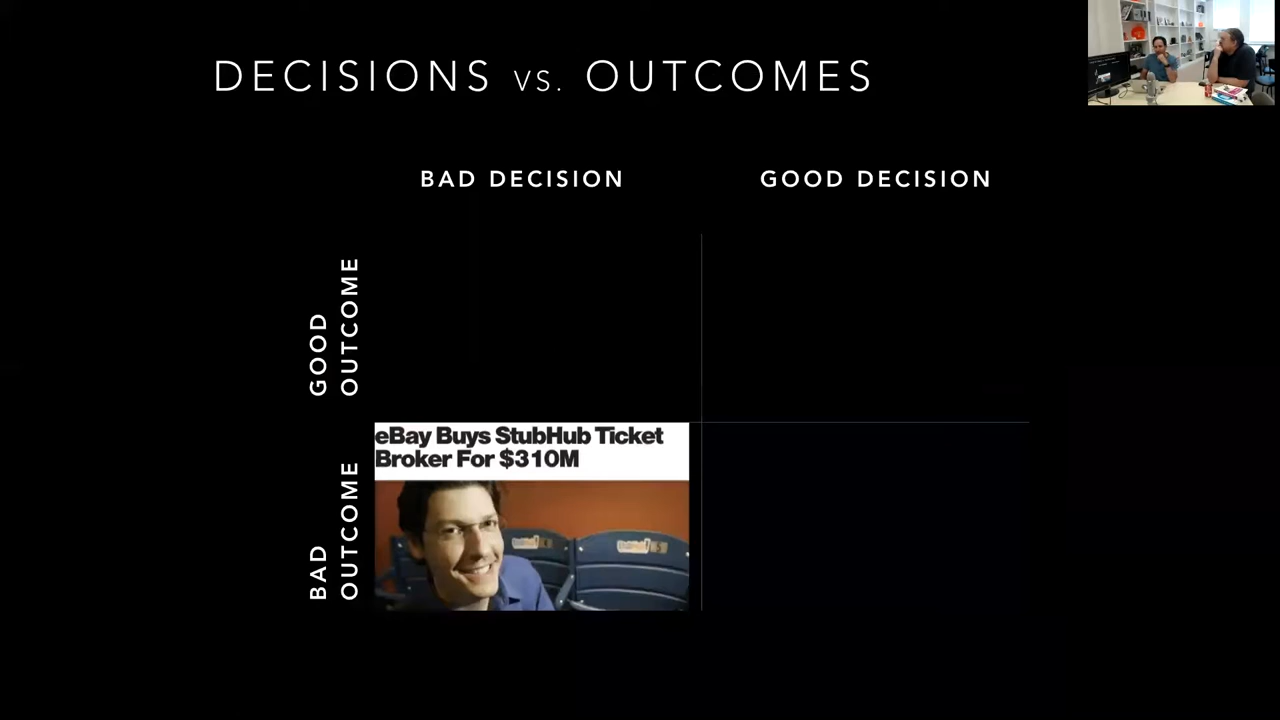 DECISIONS VS. OUTCOMES
BAD DECISION
GOOD DECISION
GOOD
OUTCOME
BAD
OUTCOME
eBay Buys StubHub Ticket
Broker For $310M